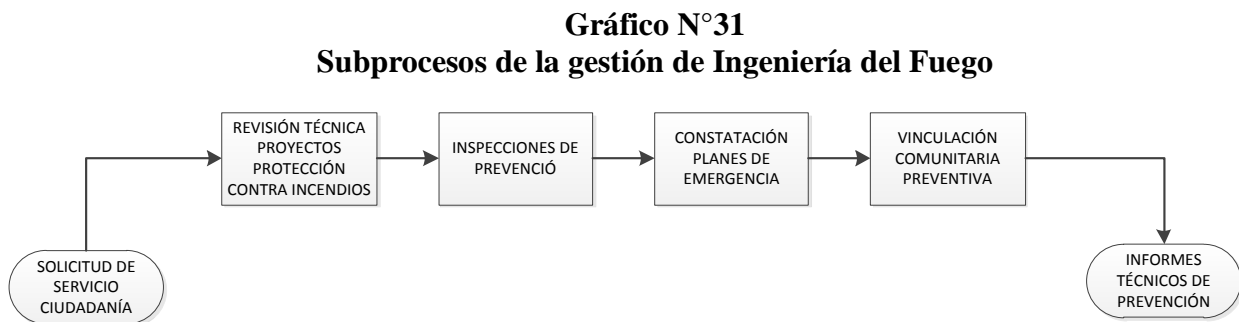 Gráfico N°31
Subprocesos de la gestión de Ingeniería del Fuego
REVISIÓN TÉCNICA
PROYECTOS
PROTECCIÓN
CONTRA INCENDIOS
INSPECCIONES DE
PREVENCIÓ
CONSTATACIÓN
PLANES DE
EMERGENCIA
VINCULACIÓN
COMUNITARIA
PREVENTIVA
SOLICITUD DE
SERVICIO
CIUDADANÍA
INFORMES
TÉCNICOS DE
PREVENCIÓN